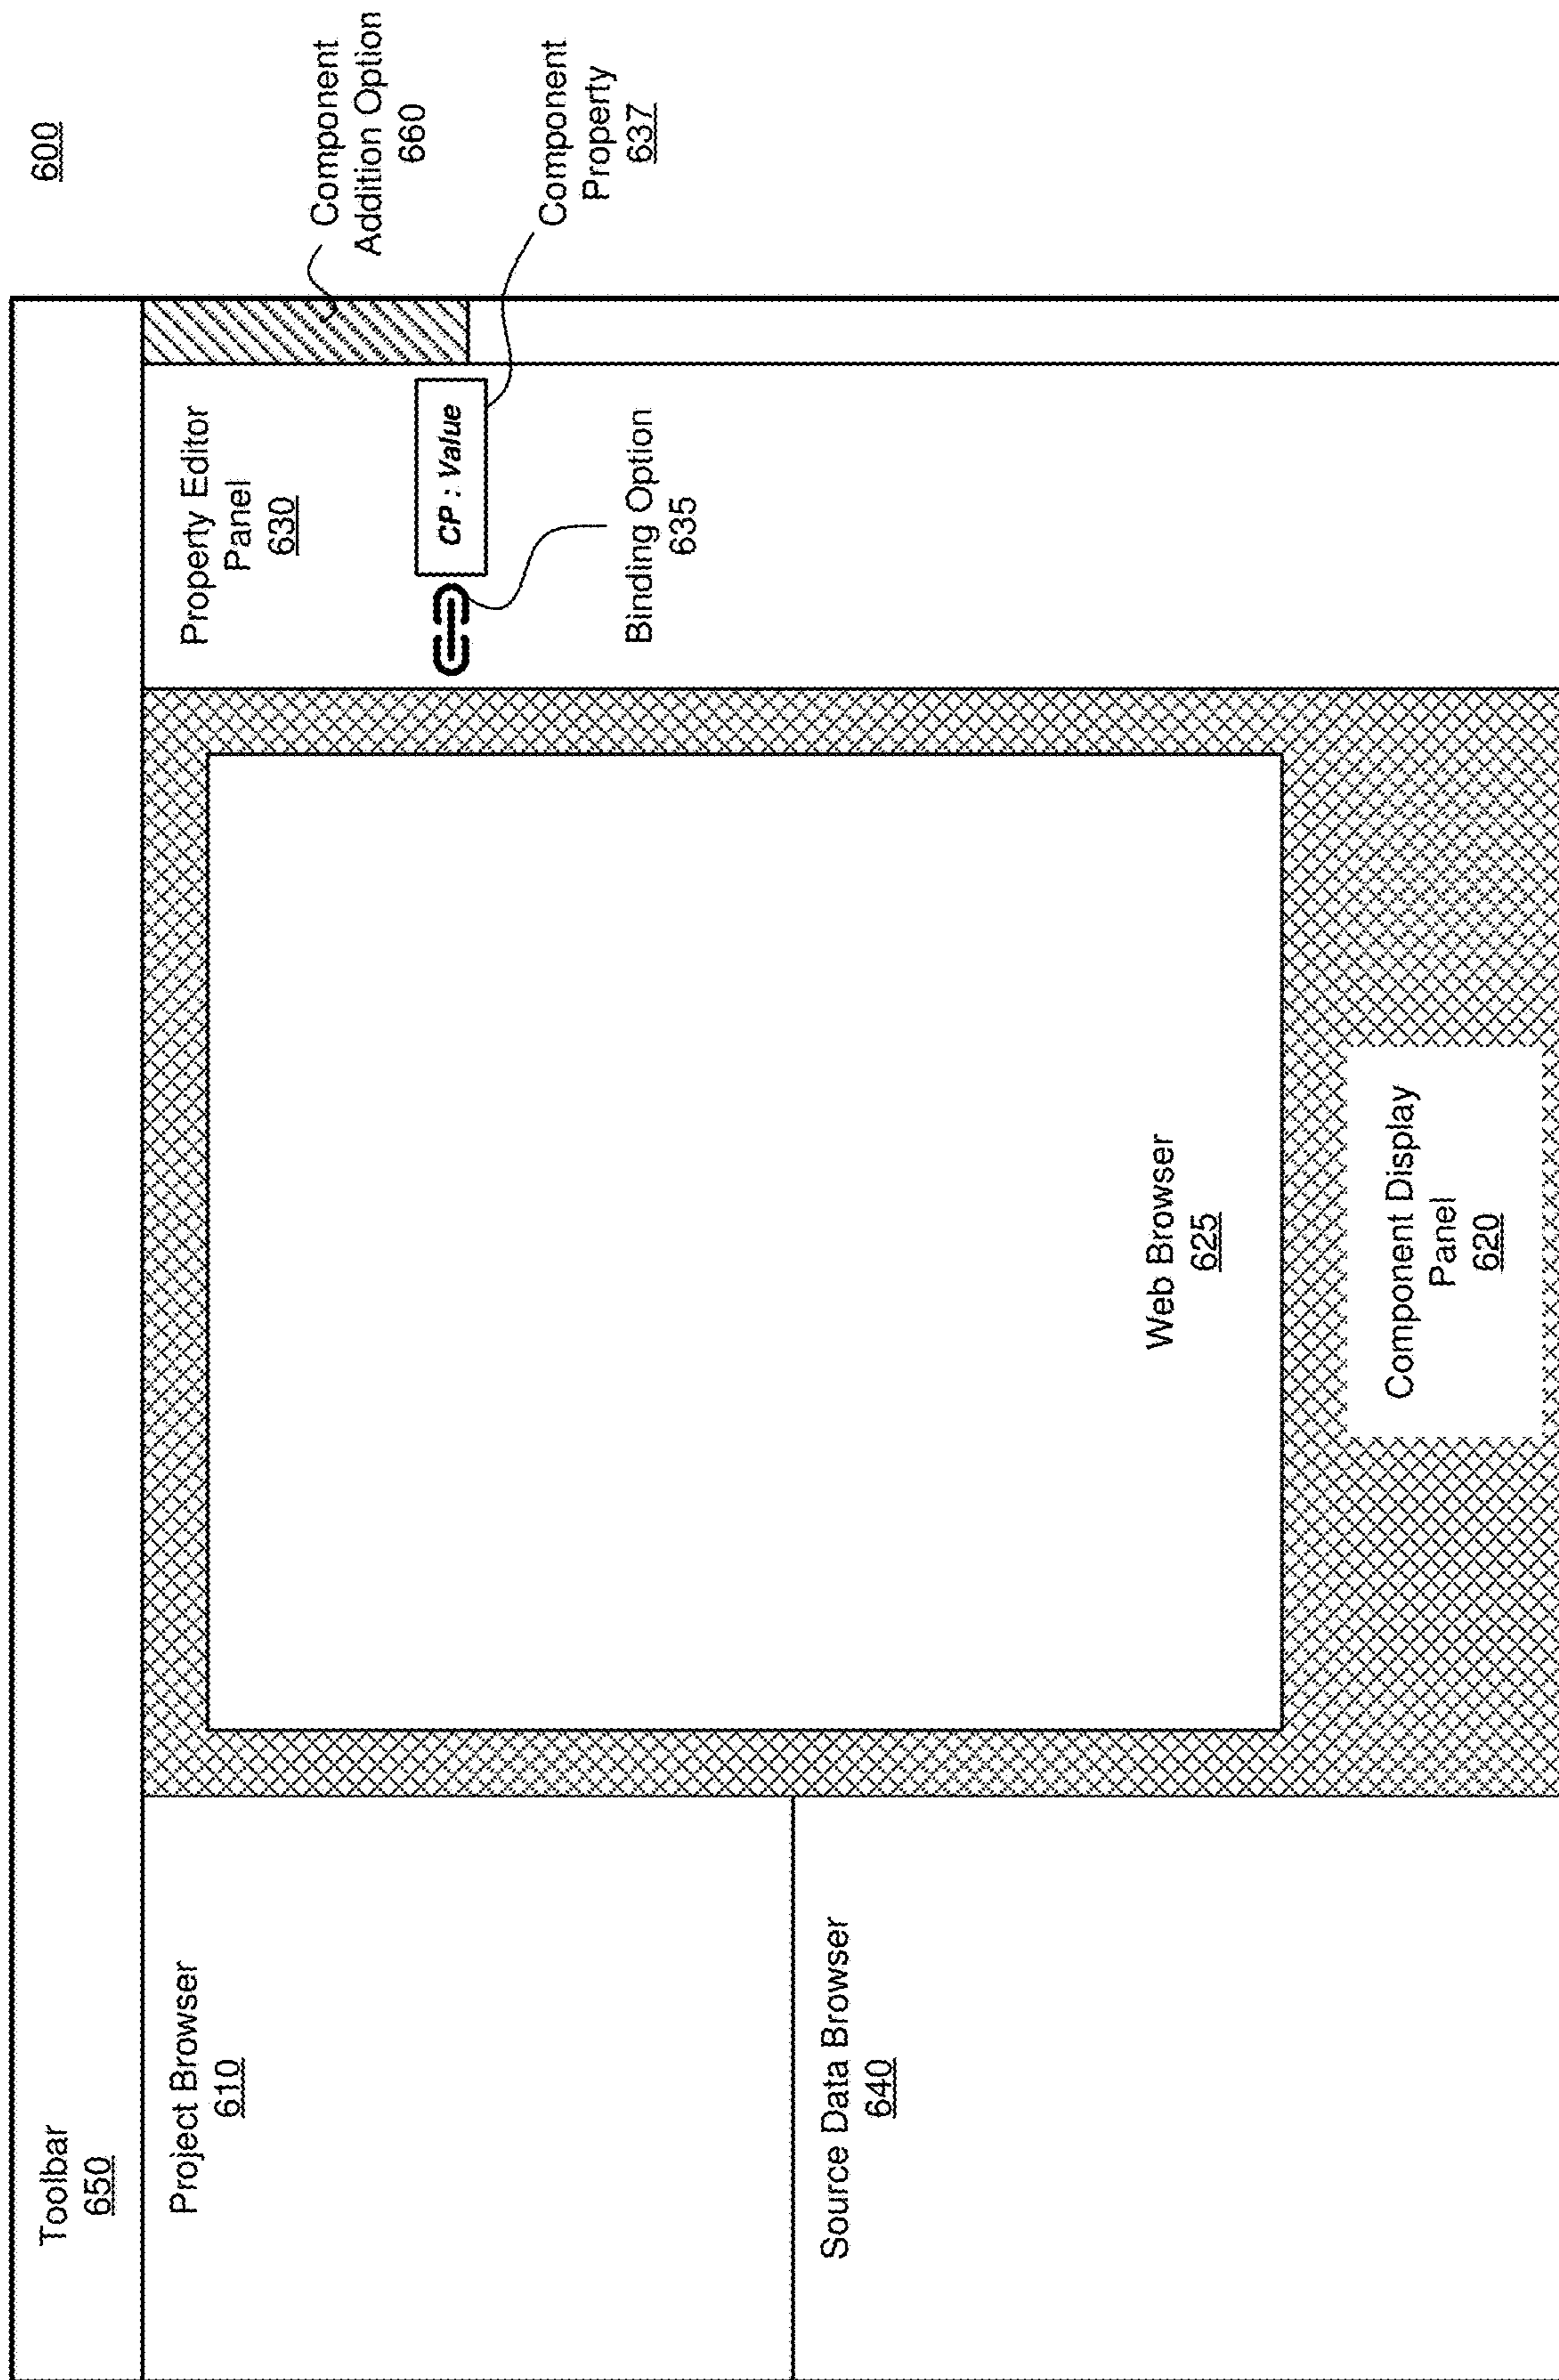 600
Toolbar
650
Project Browser
610
Source Data Browser
640
Web Browser
625
Component Display
Panel
620
Property Editor
Panel
630
CP : Value
Binding Option
635
Component
Addition Option
660
Component
Property
637